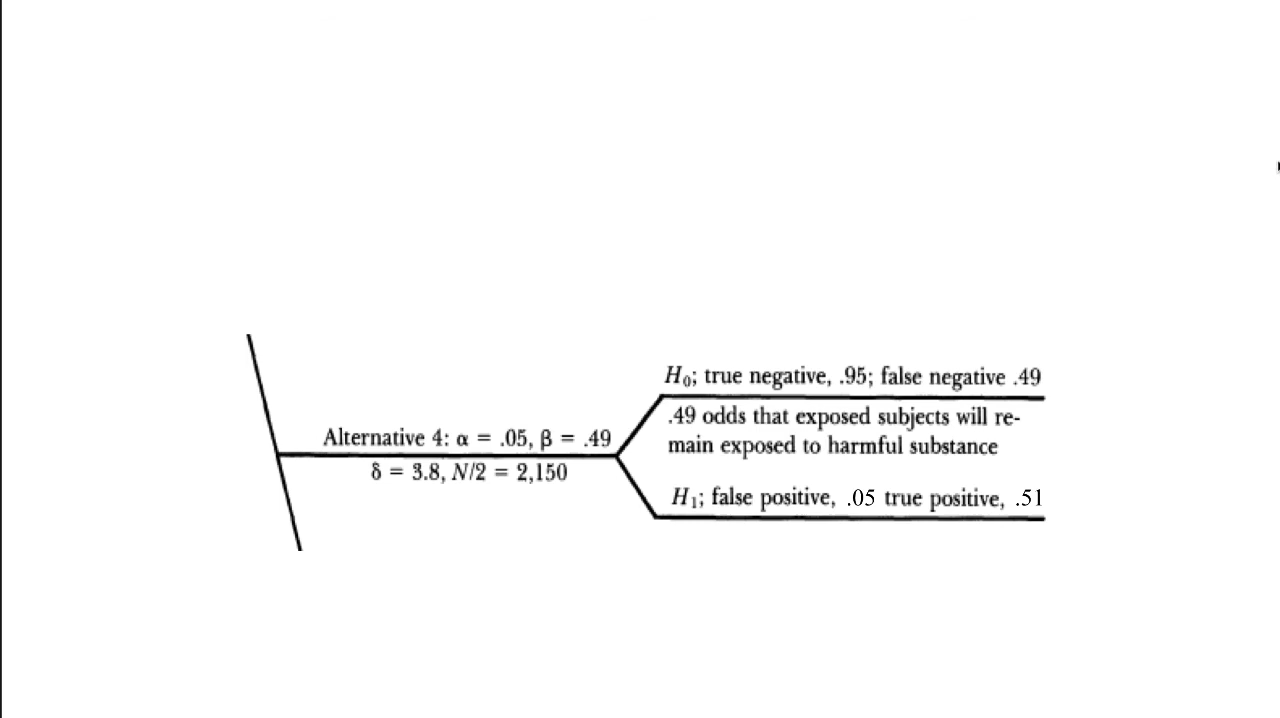 H₀; true negative, .95; false negative .49
.49 odds that exposed subjects will re-
main exposed to harmful substance
Alternative 4: α = .05, β = .49
δ = 3.8, N/2 = 2,150
H₁; false positive, .05 true positive, .51